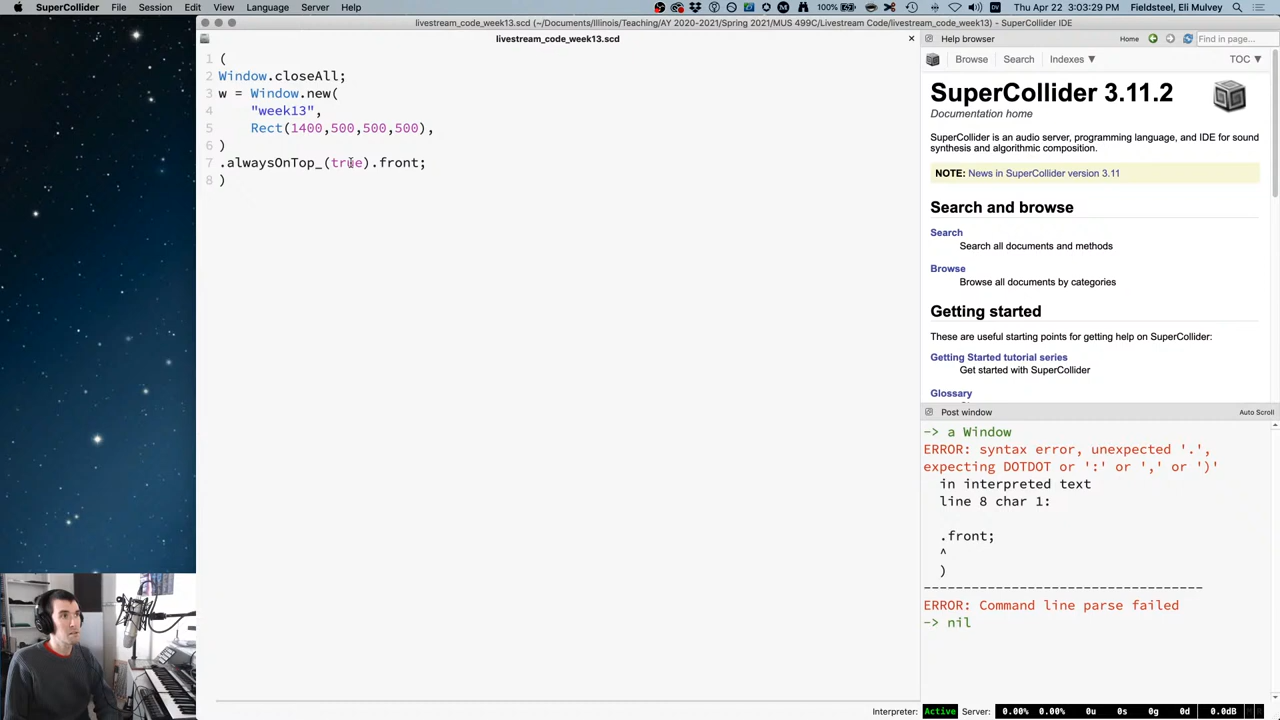 SuperCollider File Session Edit View Language Server Help 100% Thu Apr 22 3:03:29 PM Fieldsteel, Eli Mulvey
livestream_code_week13.scd (~/Documents/Illinois/Teaching/AY 2020-2021/Spring 2021/MUS 499C/Livestream Code/livestream_code_week13) - SuperCollider IDE
livestream_code_week13.scd
1 (
2 Window.closeAll;
3 w = Window.new(
4 "week13",
5 Rect(1400,500,500,500),
6 )
7 .alwaysOnTop_(true).front;
8 )
Help browser Home Find in page...
Browse Search Indexes ▼ TOC ▼
SuperCollider 3.11.2
Documentation home
SuperCollider is an audio server, programming language, and IDE for sound
synthesis and algorithmic composition.
NOTE: News in SuperCollider version 3.11
Search and browse
Search
Search all documents and methods
Browse
Browse all documents by categories
Getting started
These are useful starting points for getting help on SuperCollider:
Getting Started tutorial series
Get started with SuperCollider
Glossary
Post window Auto Scroll
-> a Window
ERROR: syntax error, unexpected '.',
expecting DOTDOT or ':' or ',' or ')'
in interpreted text
line 8 char 1:
.front;
^
)
-----------------------------------
ERROR: Command line parse failed
-> nil
Interpreter: Active Server: 0.00% 0.00% 0u 0s 0g 0d 0.0dB